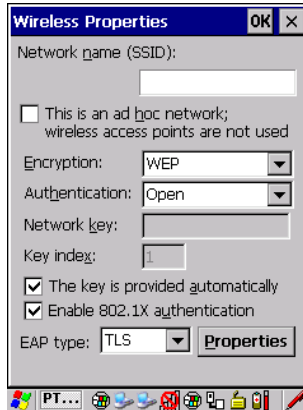 Wireless Properties OK ×
Network name (SSID):
This is an ad hoc network;
wireless access points are not used
Encryption: WEP
Authentication: Open
Network key:
Key index: 1
The key is provided automatically
Enable 802.1X authentication
EAP type: TLS Properties
PT...